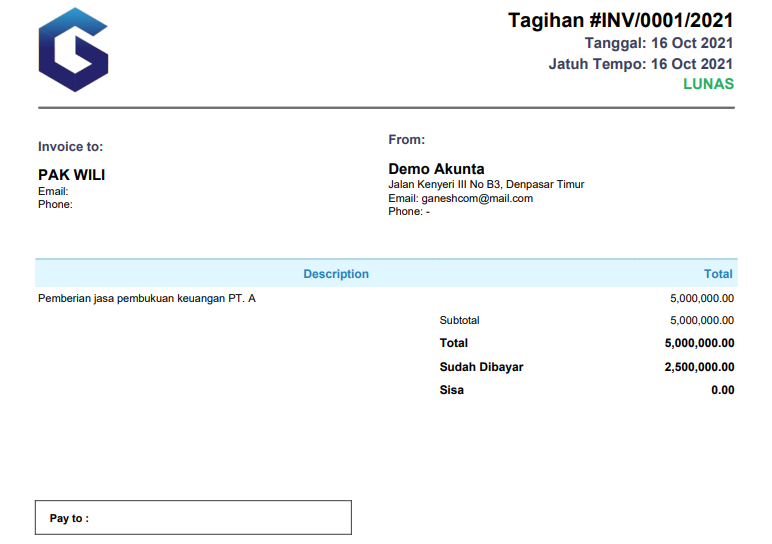 Tagihan #INV/0001/2021
Tanggal: 16 Oct 2021
Jatuh Tempo: 16 Oct 2021
LUNAS
Invoice to:
PAK WILI
Email:
Phone:
From:
Demo Akunta
Jalan Kenyeri III No B3, Denpasar Timur
Email: ganeshcom@mail.com
Phone: -
Description Total
Pemberian jasa pembukuan keuangan PT. A 5,000,000.00
Subtotal 5,000,000.00
Total 5,000,000.00
Sudah Dibayar 2,500,000.00
Sisa 0.00
Pay to :